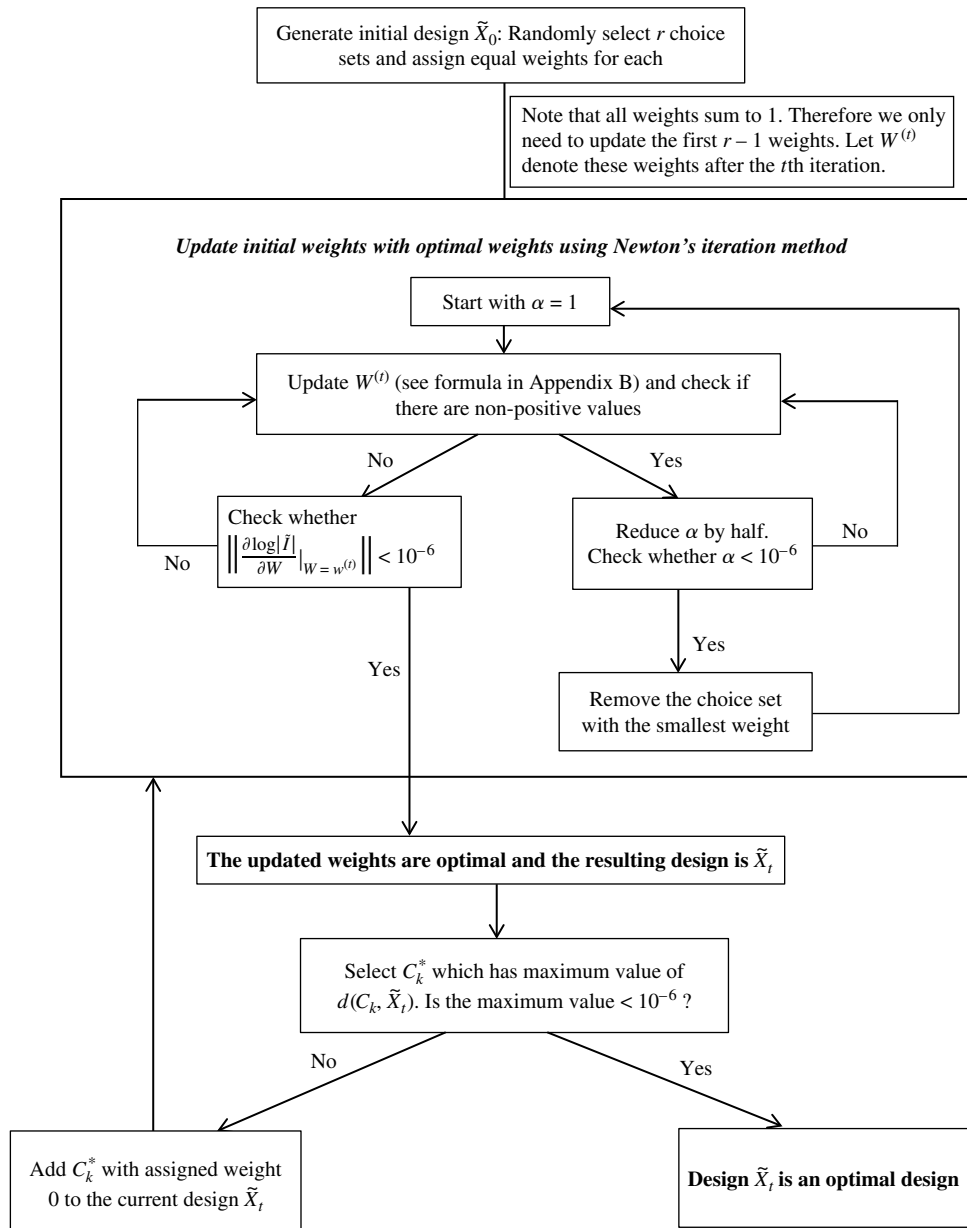 Generate initial design X̃₀: Randomly select r choice
sets and assign equal weights for each
Note that all weights sum to 1. Therefore we only
need to update the first r – 1 weights. Let W⁽ᵗ⁾
denote these weights after the tth iteration.
Update initial weights with optimal weights using Newton's iteration method
Start with α = 1
Update W⁽ᵗ⁾ (see formula in Appendix B) and check if
there are non-positive values
No
Yes
Check whether
‖∂log|Ĩ|/∂W |_{W = w⁽ᵗ⁾}‖ < 10⁻⁶
No
Reduce α by half.
Check whether α < 10⁻⁶
No
Yes
Yes
Remove the choice set
with the smallest weight
The updated weights are optimal and the resulting design is X̃ₜ
Select C*ₖ which has maximum value of
d(Cₖ, X̃ₜ). Is the maximum value < 10⁻⁶ ?
No
Yes
Add C*ₖ with assigned weight
0 to the current design X̃ₜ
Design X̃ₜ is an optimal design